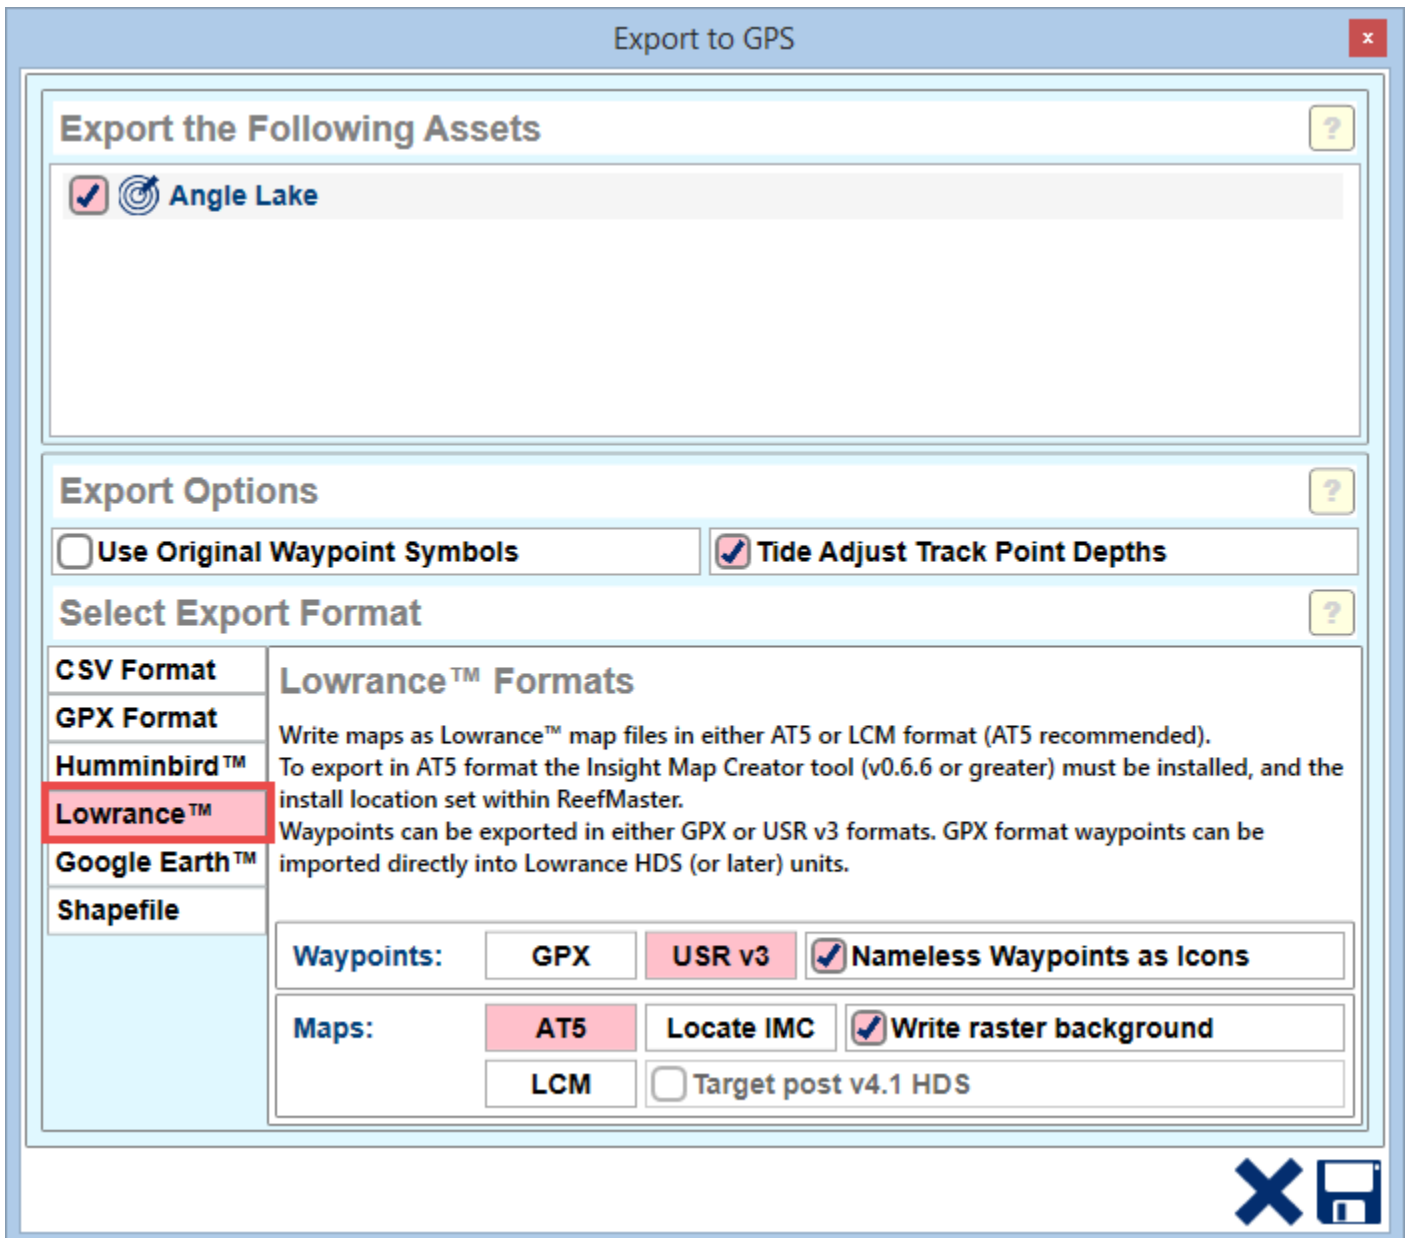 Export to GPS
x
Export the Following Assets
?
Angle Lake
Export Options
?
Use Original Waypoint Symbols
Tide Adjust Track Point Depths
Select Export Format
?
CSV Format
GPX Format
Humminbird™
Lowrance™
Google Earth™
Shapefile
Lowrance™ Formats
Write maps as Lowrance™ map files in either AT5 or LCM format (AT5 recommended).
To export in AT5 format the Insight Map Creator tool (v0.6.6 or greater) must be installed, and the
install location set within ReefMaster.
Waypoints can be exported in either GPX or USR v3 formats. GPX format waypoints can be
imported directly into Lowrance HDS (or later) units.
Waypoints: GPX USR v3 Nameless Waypoints as Icons
Maps: AT5 Locate IMC Write raster background
LCM Target post v4.1 HDS